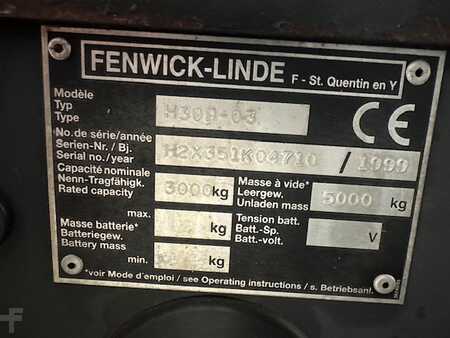 FENWICK-LINDE F - St. Quentin en Y
Modèle
Typ
Type
H30D-03
CE
No.de série/année
Serien-Nr. / Bj.
Serial no./year
H2X351K04710 / 1999
Capacité nominale
Nenn-Tragfähigk.
Rated capacity
3000 kg
Masse à vide*
Leergew.
Unladen mass
5000 kg
max.
Masse batterie*
Batteriegew.
Battery mass
min.
kg
kg
Tension batt.
Batt.-Sp.
Batt.-volt.
V
*voir Mode d'emploi / see Operating instructions / s. Betriebsanl.